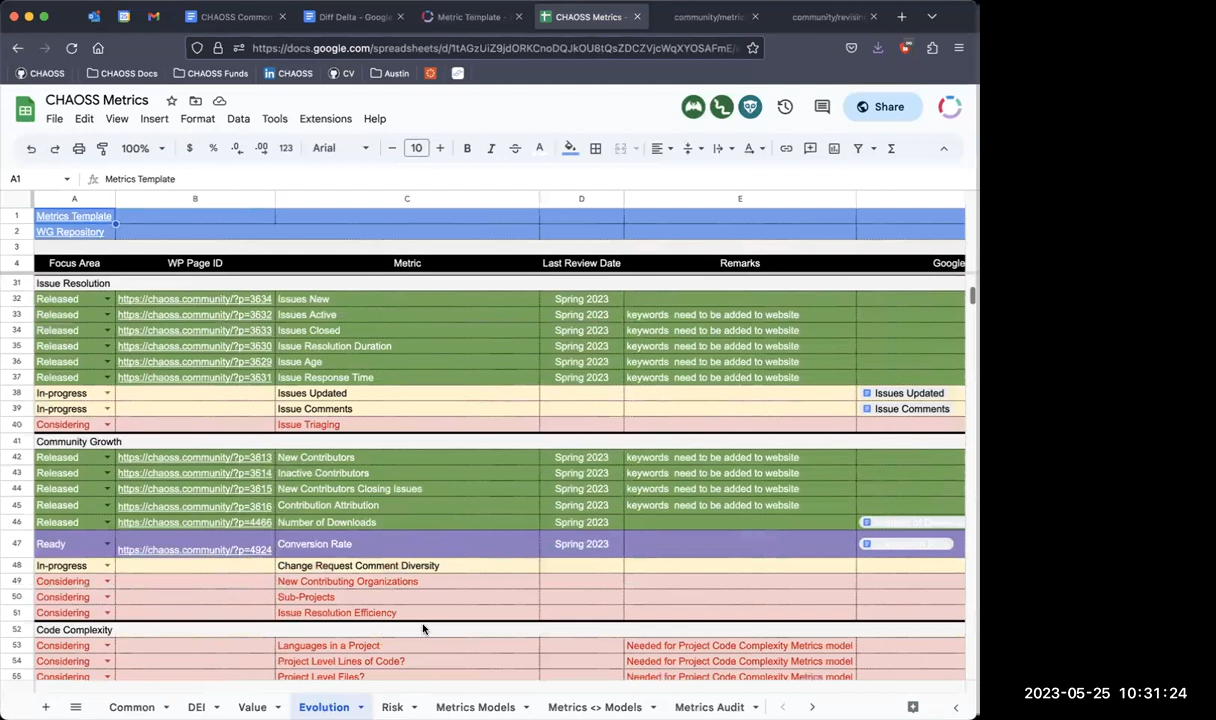 CHAOSS Commo
Diff Delta - Google
Metric Template -
CHAOSS Metrics -
community/metric
community/revisin
https://docs.google.com/spreadsheets/d/1tAGzUiZ9jdORKCnoDQJkOU8tQsZDCZVjcWqXYOSAFmE/
CHAOSS CHAOSS Docs CHAOSS Funds CHAOSS CV Austin
CHAOSS Metrics
File Edit View Insert Format Data Tools Extensions Help
Share
100% $ % .0 .00 123 Arial 10 B I S A
A1 Metrics Template
A B C D E
1 Metrics Template
2 WG Repository
3
4 Focus Area WP Page ID Metric Last Review Date Remarks Google
31 Issue Resolution
32 Released https://chaoss.community/?p=3634 Issues New Spring 2023
33 Released https://chaoss.community/?p=3632 Issues Active Spring 2023 keywords need to be added to website
34 Released https://chaoss.community/?p=3633 Issues Closed Spring 2023 keywords need to be added to website
35 Released https://chaoss.community/?p=3630 Issue Resolution Duration Spring 2023 keywords need to be added to website
36 Released https://chaoss.community/?p=3629 Issue Age Spring 2023 keywords need to be added to website
37 Released https://chaoss.community/?p=3631 Issue Response Time Spring 2023 keywords need to be added to website
38 In-progress Issues Updated Issues Updated
39 In-progress Issue Comments Issue Comments
40 Considering Issue Triaging
41 Community Growth
42 Released https://chaoss.community/?p=3613 New Contributors Spring 2023 keywords need to be added to website
43 Released https://chaoss.community/?p=3614 Inactive Contributors Spring 2023 keywords need to be added to website
44 Released https://chaoss.community/?p=3615 New Contributors Closing Issues Spring 2023 keywords need to be added to website
45 Released https://chaoss.community/?p=3616 Contribution Attribution Spring 2023 keywords need to be added to website
46 Released https://chaoss.community/?p=4466 Number of Downloads Spring 2023
47 Ready https://chaoss.community/?p=4924 Conversion Rate Spring 2023
48 In-progress Change Request Comment Diversity
49 Considering New Contributing Organizations
50 Considering Sub-Projects
51 Considering Issue Resolution Efficiency
52 Code Complexity
53 Considering Languages in a Project Needed for Project Code Complexity Metrics model
54 Considering Project Level Lines of Code? Needed for Project Code Complexity Metrics model
55 Considering Project Level Files? Needed for Project Code Complexity Metrics model
Common DEI Value Evolution Risk Metrics Models Metrics <> Models Metrics Audit
2023-05-25 10:31:24